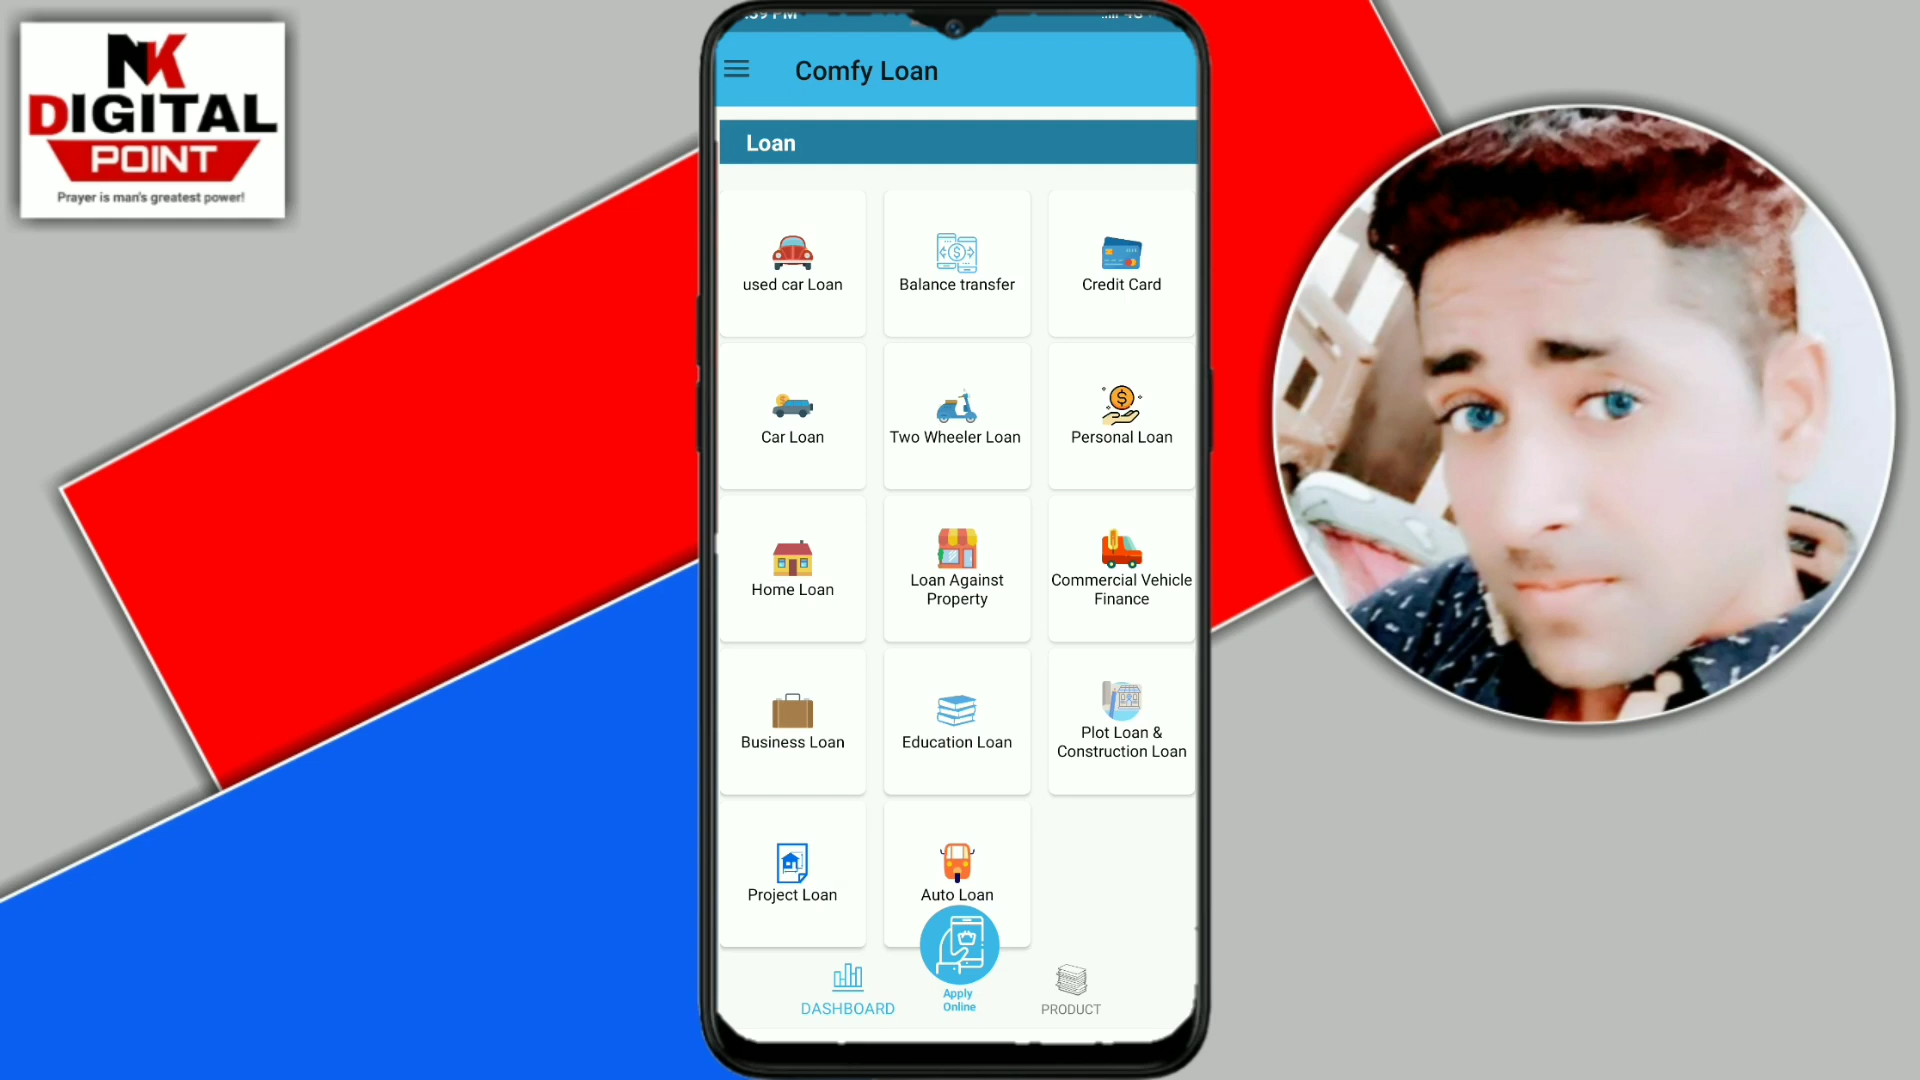 NK
DIGITAL
POINT
Prayer is man's greatest power!
Comfy Loan
Loan
used car Loan
Balance transfer
Credit Card
Car Loan
Two Wheeler Loan
Personal Loan
Home Loan
Loan Against
Property
Commercial Vehicle
Finance
Business Loan
Education Loan
Plot Loan &
Construction Loan
Project Loan
Auto Loan
DASHBOARD
Apply
Online
PRODUCT